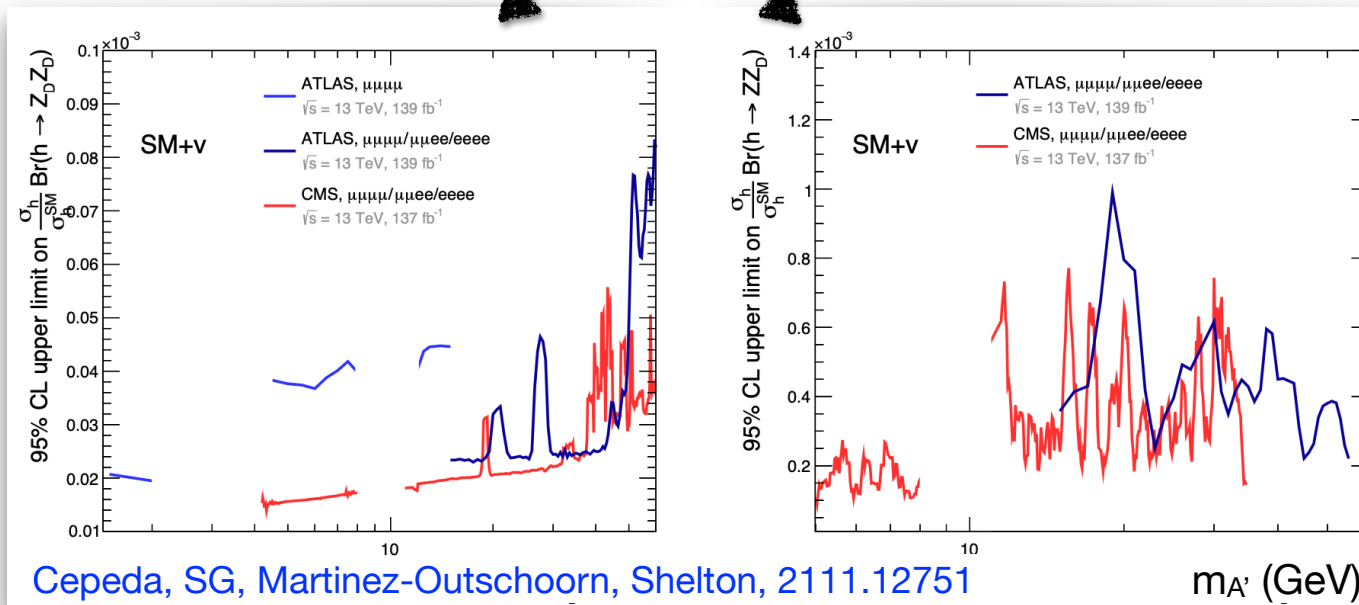 ×10⁻³
0.1
0.09
0.08
0.07
0.06
0.05
0.04
0.03
0.02
0.01
10
95% CL upper limit on σh/σhSM Br(h → ZDZD)
SM+v
ATLAS, μμμμ
√s = 13 TeV, 139 fb⁻¹
ATLAS, μμμμ/μμee/eeee
√s = 13 TeV, 139 fb⁻¹
CMS, μμμμ/μμee/eeee
√s = 13 TeV, 137 fb⁻¹
×10⁻³
1.4
1.2
1
0.8
0.6
0.4
0.2
10
95% CL upper limit on σh/σhSM Br(h → ZZD)
SM+v
ATLAS, μμμμ/μμee/eeee
√s = 13 TeV, 139 fb⁻¹
CMS, μμμμ/μμee/eeee
√s = 13 TeV, 137 fb⁻¹
Cepeda, SG, Martinez-Outschoorn, Shelton, 2111.12751
mA' (GeV)